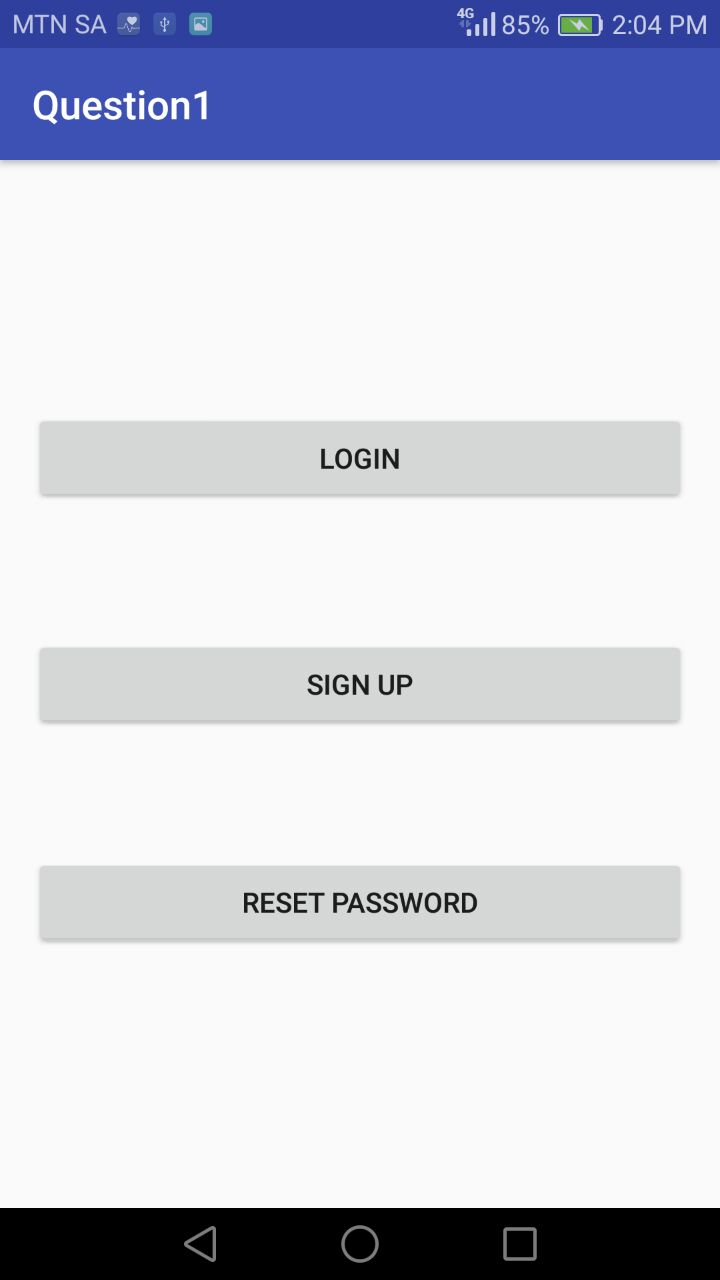 MTN SA 4G 85% 2:04 PM
Question1
LOGIN
SIGN UP
RESET PASSWORD